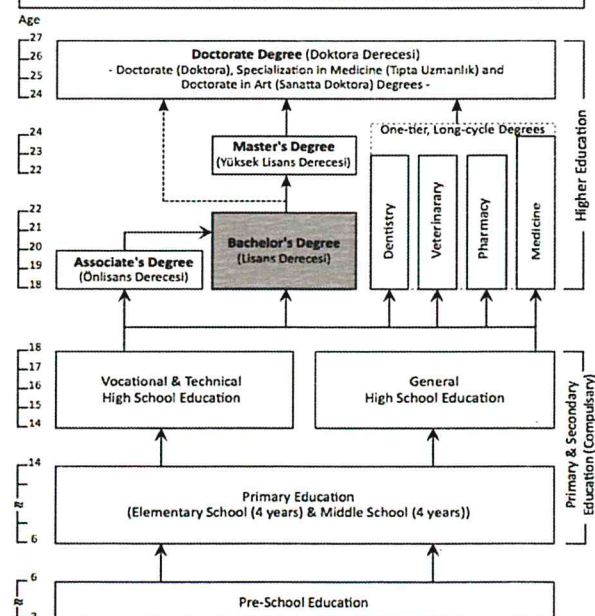 Age
27
26
25
24
Doctorate Degree (Doktora Derecesi)
- Doctorate (Doktora), Specialization in Medicine (Tıpta Uzmanlık) and
Doctorate in Art (Sanatta Doktora) Degrees -
24
23
22
Master's Degree
(Yüksek Lisans Derecesi)
One-tier, Long-cycle Degrees
Dentistry
Veterinarary
Pharmacy
Medicine
Higher Education
22
21
20
19
18
Bachelor's Degree
(Lisans Derecesi)
Associate's Degree
(Önlisans Derecesi)
18
17
16
15
14
Vocational & Technical
High School Education
General
High School Education
Primary & Secondary
Education (Compulsary)
14
≈
6
Primary Education
(Elementary School (4 years) & Middle School (4 years))
6
≈
Pre-School Education